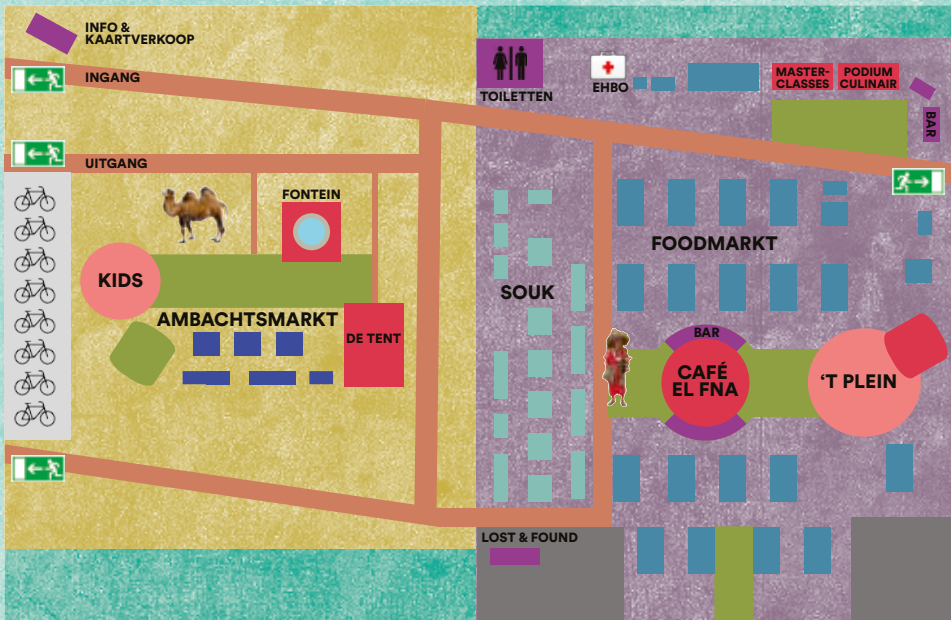 INFO &
KAARTVERKOOP
INGANG
UITGANG
TOILETTEN
EHBO
MASTER-
CLASSES
PODIUM
CULINAIR
BAR
FONTEIN
KIDS
AMBACHTSMARKT
DE TENT
SOUK
FOODMARKT
BAR
CAFÉ
EL FNA
‘T PLEIN
LOST & FOUND